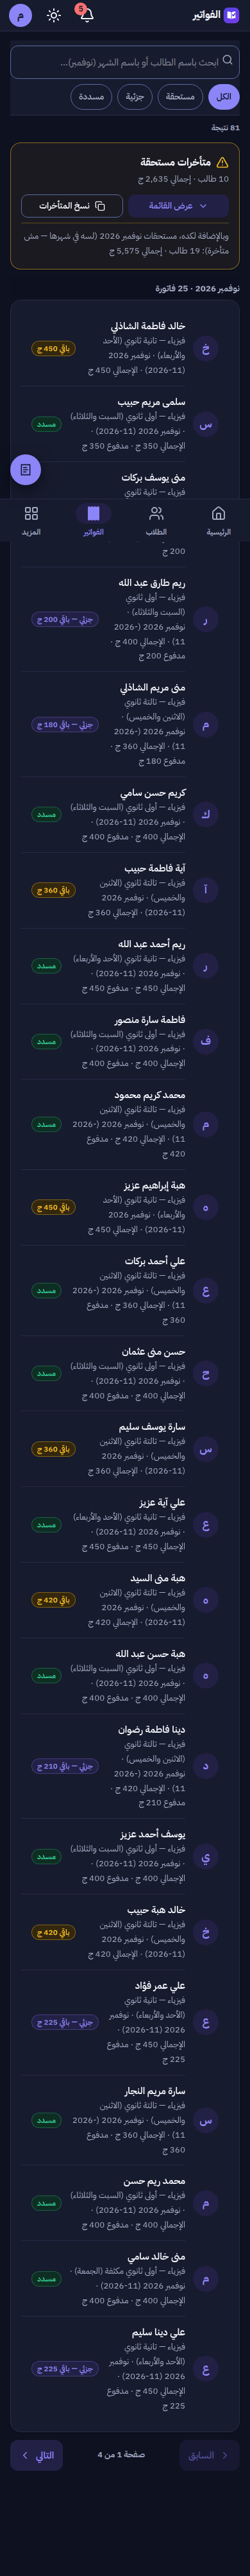 الفواتير
5
م
ابحث باسم الطالب أو باسم الشهر (نوفمبر)...
الكل
مستحقة
جزئية
مسددة
81 نتيجة
متأخرات مستحقة
10 طالب · إجمالي 2,635 ج
عرض القائمة
نسخ المتأخرات
وبالإضافة لكده، مستحقات نوفمبر 2026 (لسه في شهرها — مش
متأخرة): 19 طالب · إجمالي 5,575 ج
نوفمبر 2026 · 25 فاتورة
خ
خالد فاطمة الشاذلي
فيزياء — ثانية ثانوي (الأحد
والأربعاء) · نوفمبر 2026
(2026-11) · الإجمالي 450 ج
باقي 450 ج
س
سلمى مريم حبيب
فيزياء — أولى ثانوي (السبت والثلاثاء)
· نوفمبر 2026 (2026-11) ·
الإجمالي 350 ج · مدفوع 350 ج
مسدد
منى يوسف بركات
فيزياء — ثانية ثانوي
الرئيسية
الطلاب
الفواتير
المزيد
200 ج
ر
ريم طارق عبد الله
فيزياء — أولى ثانوي
(السبت والثلاثاء) ·
نوفمبر 2026 (2026-
11) · الإجمالي 400 ج ·
مدفوع 200 ج
جزئي — باقي 200 ج
م
منى مريم الشاذلي
فيزياء — ثالثة ثانوي
(الاثنين والخميس) ·
نوفمبر 2026 (2026-
11) · الإجمالي 360 ج ·
مدفوع 180 ج
جزئي — باقي 180 ج
ك
كريم حسن سامي
فيزياء — أولى ثانوي (السبت والثلاثاء)
· نوفمبر 2026 (2026-11) ·
الإجمالي 400 ج · مدفوع 400 ج
مسدد
آ
آية فاطمة حبيب
فيزياء — ثالثة ثانوي (الاثنين
والخميس) · نوفمبر 2026
(2026-11) · الإجمالي 360 ج
باقي 360 ج
ر
ريم أحمد عبد الله
فيزياء — ثانية ثانوي (الأحد والأربعاء)
· نوفمبر 2026 (2026-11) ·
الإجمالي 450 ج · مدفوع 450 ج
مسدد
ف
فاطمة سارة منصور
فيزياء — أولى ثانوي (السبت والثلاثاء)
· نوفمبر 2026 (2026-11) ·
الإجمالي 400 ج · مدفوع 400 ج
مسدد
م
محمد كريم محمود
فيزياء — ثالثة ثانوي (الاثنين
والخميس) · نوفمبر 2026 (2026-
11) · الإجمالي 420 ج · مدفوع
420 ج
مسدد
ه
هبة إبراهيم عزيز
فيزياء — ثانية ثانوي (الأحد
والأربعاء) · نوفمبر 2026
(2026-11) · الإجمالي 450 ج
باقي 450 ج
ع
علي أحمد بركات
فيزياء — ثالثة ثانوي (الاثنين
والخميس) · نوفمبر 2026 (2026-
11) · الإجمالي 360 ج · مدفوع
360 ج
مسدد
ح
حسن منى عثمان
فيزياء — أولى ثانوي (السبت والثلاثاء)
· نوفمبر 2026 (2026-11) ·
الإجمالي 400 ج · مدفوع 400 ج
مسدد
س
سارة يوسف سليم
فيزياء — ثالثة ثانوي (الاثنين
والخميس) · نوفمبر 2026
(2026-11) · الإجمالي 360 ج
باقي 360 ج
ع
علي آية عزيز
فيزياء — ثانية ثانوي (الأحد والأربعاء)
· نوفمبر 2026 (2026-11) ·
الإجمالي 450 ج · مدفوع 450 ج
مسدد
ه
هبة منى السيد
فيزياء — ثالثة ثانوي (الاثنين
والخميس) · نوفمبر 2026
(2026-11) · الإجمالي 420 ج
باقي 420 ج
ه
هبة حسن عبد الله
فيزياء — أولى ثانوي (السبت والثلاثاء)
· نوفمبر 2026 (2026-11) ·
الإجمالي 400 ج · مدفوع 400 ج
مسدد
د
دينا فاطمة رضوان
فيزياء — ثالثة ثانوي
(الاثنين والخميس) ·
نوفمبر 2026 (2026-
11) · الإجمالي 420 ج ·
مدفوع 210 ج
جزئي — باقي 210 ج
ي
يوسف أحمد عزيز
فيزياء — أولى ثانوي (السبت والثلاثاء)
· نوفمبر 2026 (2026-11) ·
الإجمالي 400 ج · مدفوع 400 ج
مسدد
خ
خالد هبة حبيب
فيزياء — ثالثة ثانوي (الاثنين
والخميس) · نوفمبر 2026
(2026-11) · الإجمالي 420 ج
باقي 420 ج
ع
علي عمر فؤاد
فيزياء — ثانية ثانوي
(الأحد والأربعاء) · نوفمبر
2026 (2026-11) ·
الإجمالي 450 ج · مدفوع
225 ج
جزئي — باقي 225 ج
س
سارة مريم النجار
فيزياء — ثالثة ثانوي (الاثنين
والخميس) · نوفمبر 2026 (2026-
11) · الإجمالي 360 ج · مدفوع
360 ج
مسدد
م
محمد ريم حسن
فيزياء — أولى ثانوي (السبت والثلاثاء)
· نوفمبر 2026 (2026-11) ·
الإجمالي 400 ج · مدفوع 400 ج
مسدد
م
منى خالد سامي
فيزياء — أولى ثانوي مكثفة (الجمعة) ·
نوفمبر 2026 (2026-11) ·
الإجمالي 200 ج · مدفوع 200 ج
مسدد
ع
علي دينا سليم
فيزياء — ثانية ثانوي
(الأحد والأربعاء) · نوفمبر
2026 (2026-11) ·
الإجمالي 450 ج · مدفوع
225 ج
جزئي — باقي 225 ج
السابق
صفحة 1 من 4
التالي